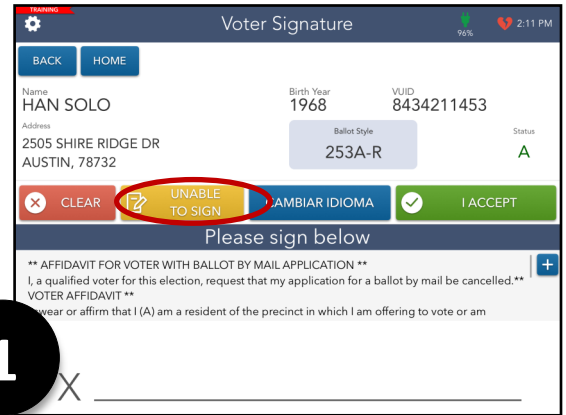 TRAINING
Voter Signature
96%
2:11 PM
BACK HOME
Name
HAN SOLO
Birth Year
1968
VUID
8434211453
Address
2505 SHIRE RIDGE DR
AUSTIN, 78732
Ballot Style
253A-R
Status
A
CLEAR
UNABLE
TO SIGN
CAMBIAR IDIOMA
I ACCEPT
Please sign below
** AFFIDAVIT FOR VOTER WITH BALLOT BY MAIL APPLICATION **
I, a qualified voter for this election, request that my application for a ballot by mail be cancelled.**
VOTER AFFIDAVIT **
swear or affirm that I (A) am a resident of the precinct in which I am offering to vote or am
1
X